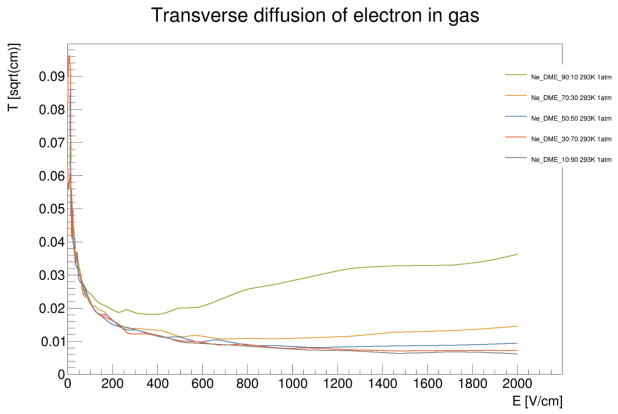 Transverse diffusion of electron in gas
T [sqrt(cm)]
0.09
0.08
0.07
0.06
0.05
0.04
0.03
0.02
0.01
0
Ne_DME_90:10 293K 1atm
Ne_DME_70:30 293K 1atm
Ne_DME_50:50 293K 1atm
Ne_DME_30:70 293K 1atm
Ne_DME_10:90 293K 1atm
0 200 400 600 800 1000 1200 1400 1600 1800 2000
E [V/cm]